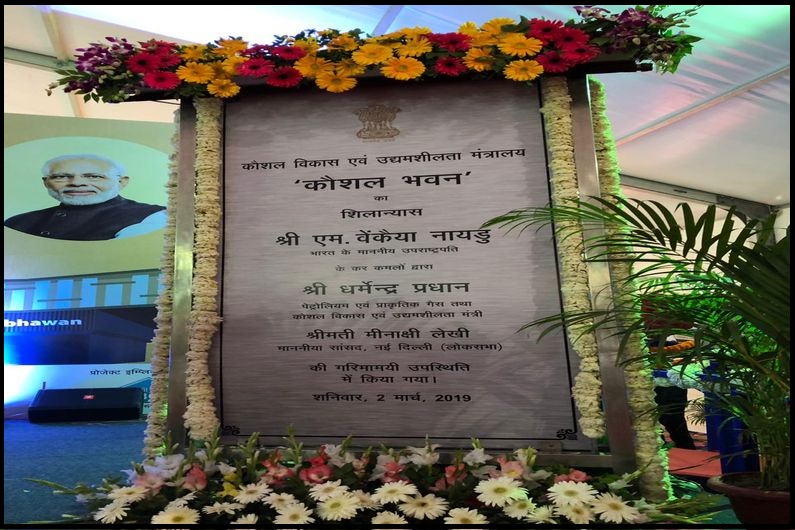 कौशल विकास एवं उद्यमशीलता मंत्रालय
'कौशल भवन'
का
शिलान्यास
श्री एम. वेंकैया नायडु
भारत के माननीय उपराष्ट्रपति
के कर कमलों द्वारा
श्री धर्मेन्द्र प्रधान
पेट्रोलियम एवं प्राकृतिक गैस तथा
कौशल विकास एवं उद्यमशीलता मंत्री
श्रीमती मीनाक्षी लेखी
माननीया सांसद, नई दिल्ली (लोकसभा)
की गरिमामयी उपस्थिति
में किया गया।
शनिवार, 2 मार्च, 2019
bhawan
प्रोजेक्ट